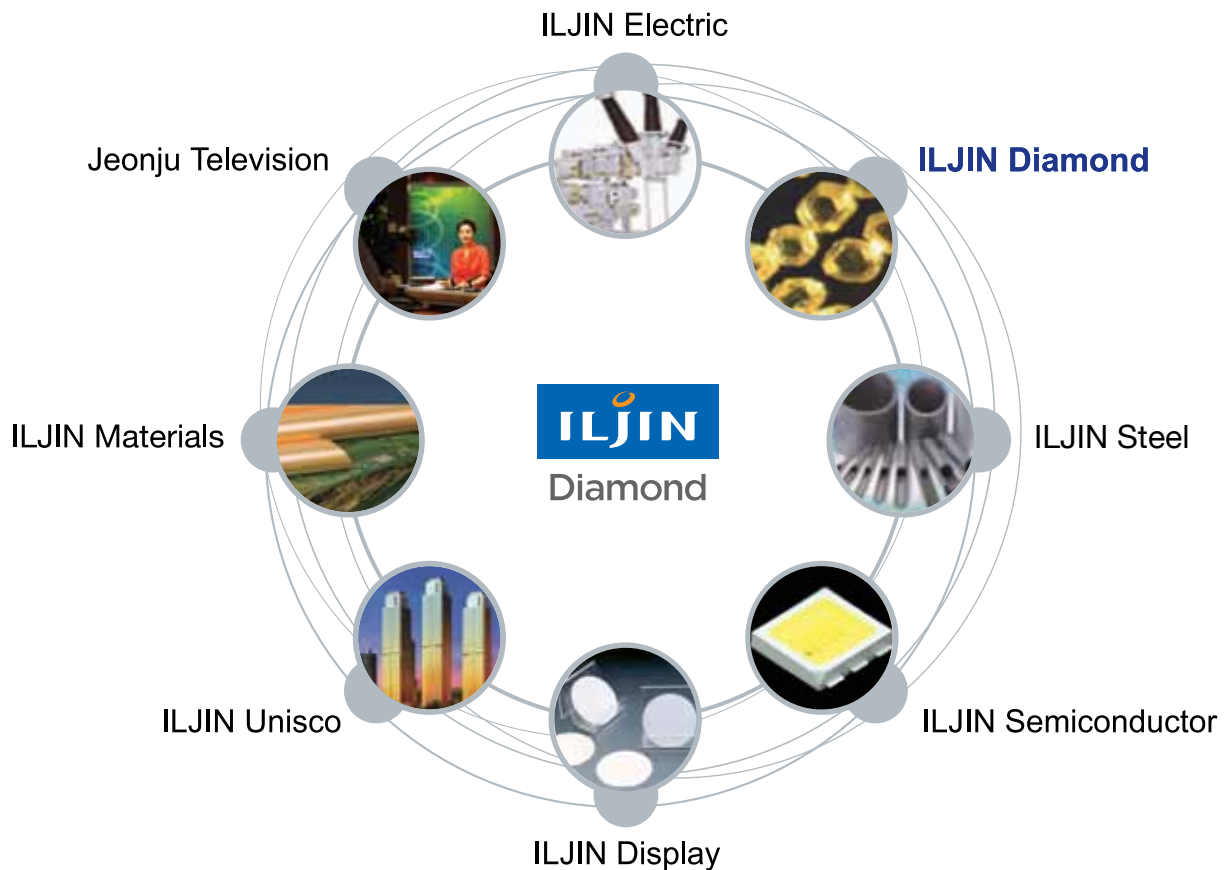 ILJIN Electric
Jeonju Television
ILJIN Diamond
ILJIN Materials
ILJIN
Diamond
ILJIN Steel
ILJIN Unisco
ILJIN Semiconductor
ILJIN Display